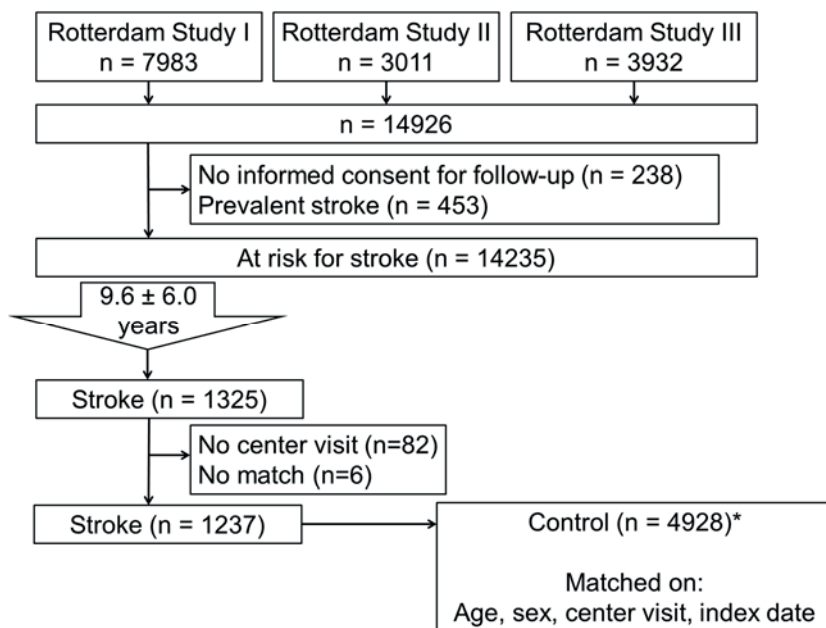 Rotterdam Study I
n = 7983
Rotterdam Study II
n = 3011
Rotterdam Study III
n = 3932
n = 14926
No informed consent for follow-up (n = 238)
Prevalent stroke (n = 453)
At risk for stroke (n = 14235)
9.6 ± 6.0
years
Stroke (n = 1325)
No center visit (n=82)
No match (n=6)
Stroke (n = 1237)
Control (n = 4928)*
Matched on:
Age, sex, center visit, index date